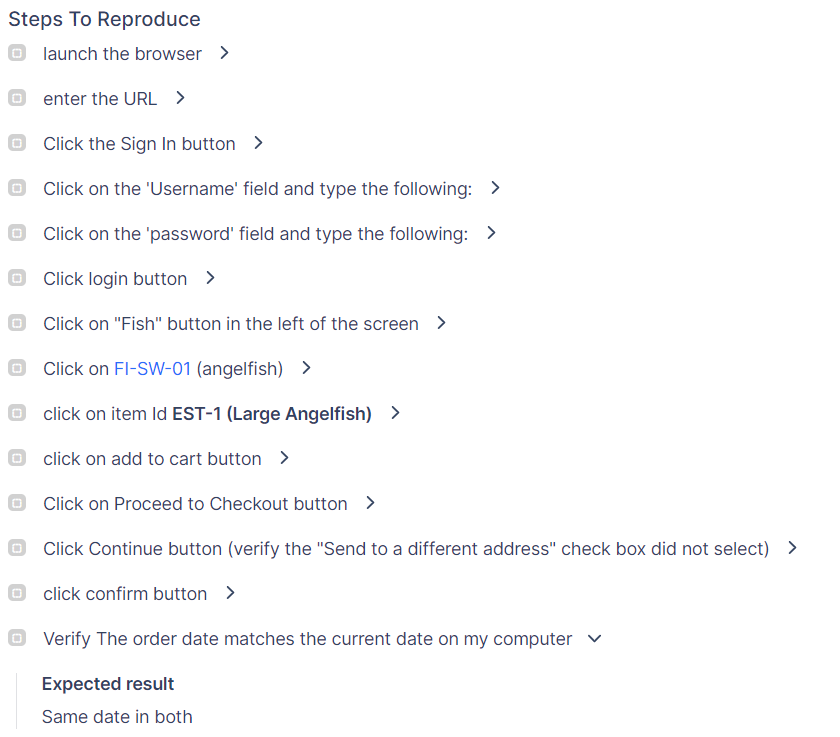 Steps To Reproduce
launch the browser
enter the URL
Click the Sign In button
Click on the 'Username' field and type the following:
Click on the 'password' field and type the following:
Click login button
Click on "Fish" button in the left of the screen
Click on FI-SW-01 (angelfish)
click on item Id EST-1 (Large Angelfish)
click on add to cart button
Click on Proceed to Checkout button
Click Continue button (verify the "Send to a different address" check box did not select)
click confirm button
Verify The order date matches the current date on my computer
Expected result
Same date in both